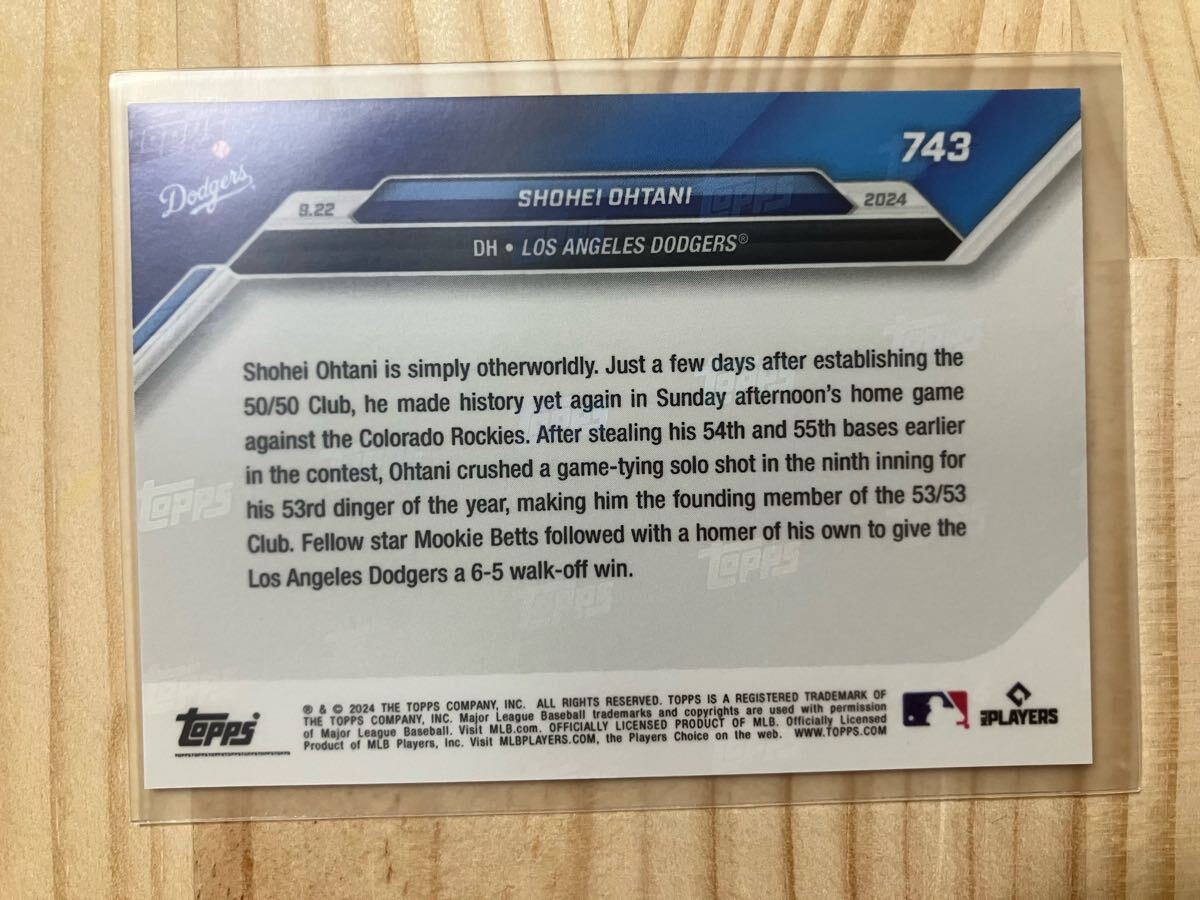 743
Dodgers
SHOHEI OHTANI
9.22
2024
DH • LOS ANGELES DODGERS®
Shohei Ohtani is simply otherworldly. Just a few days after establishing the
50/50 Club, he made history yet again in Sunday afternoon's home game
against the Colorado Rockies. After stealing his 54th and 55th bases earlier
in the contest, Ohtani crushed a game-tying solo shot in the ninth inning for
his 53rd dinger of the year, making him the founding member of the 53/53
Club. Fellow star Mookie Betts followed with a homer of his own to give the
Los Angeles Dodgers a 6-5 walk-off win.
topps
® & © 2024 THE TOPPS COMPANY, INC. ALL RIGHTS RESERVED. TOPPS IS A REGISTERED TRADEMARK OF
THE TOPPS COMPANY, INC. Major League Baseball trademarks and copyrights are used with permission
of Major League Baseball. Visit MLB.com. OFFICIALLY LICENSED PRODUCT OF MLB. Officially Licensed
Product of MLB Players, Inc. Visit MLBPLAYERS.COM, the Players Choice on the web. WWW.TOPPS.COM
PLAYERS